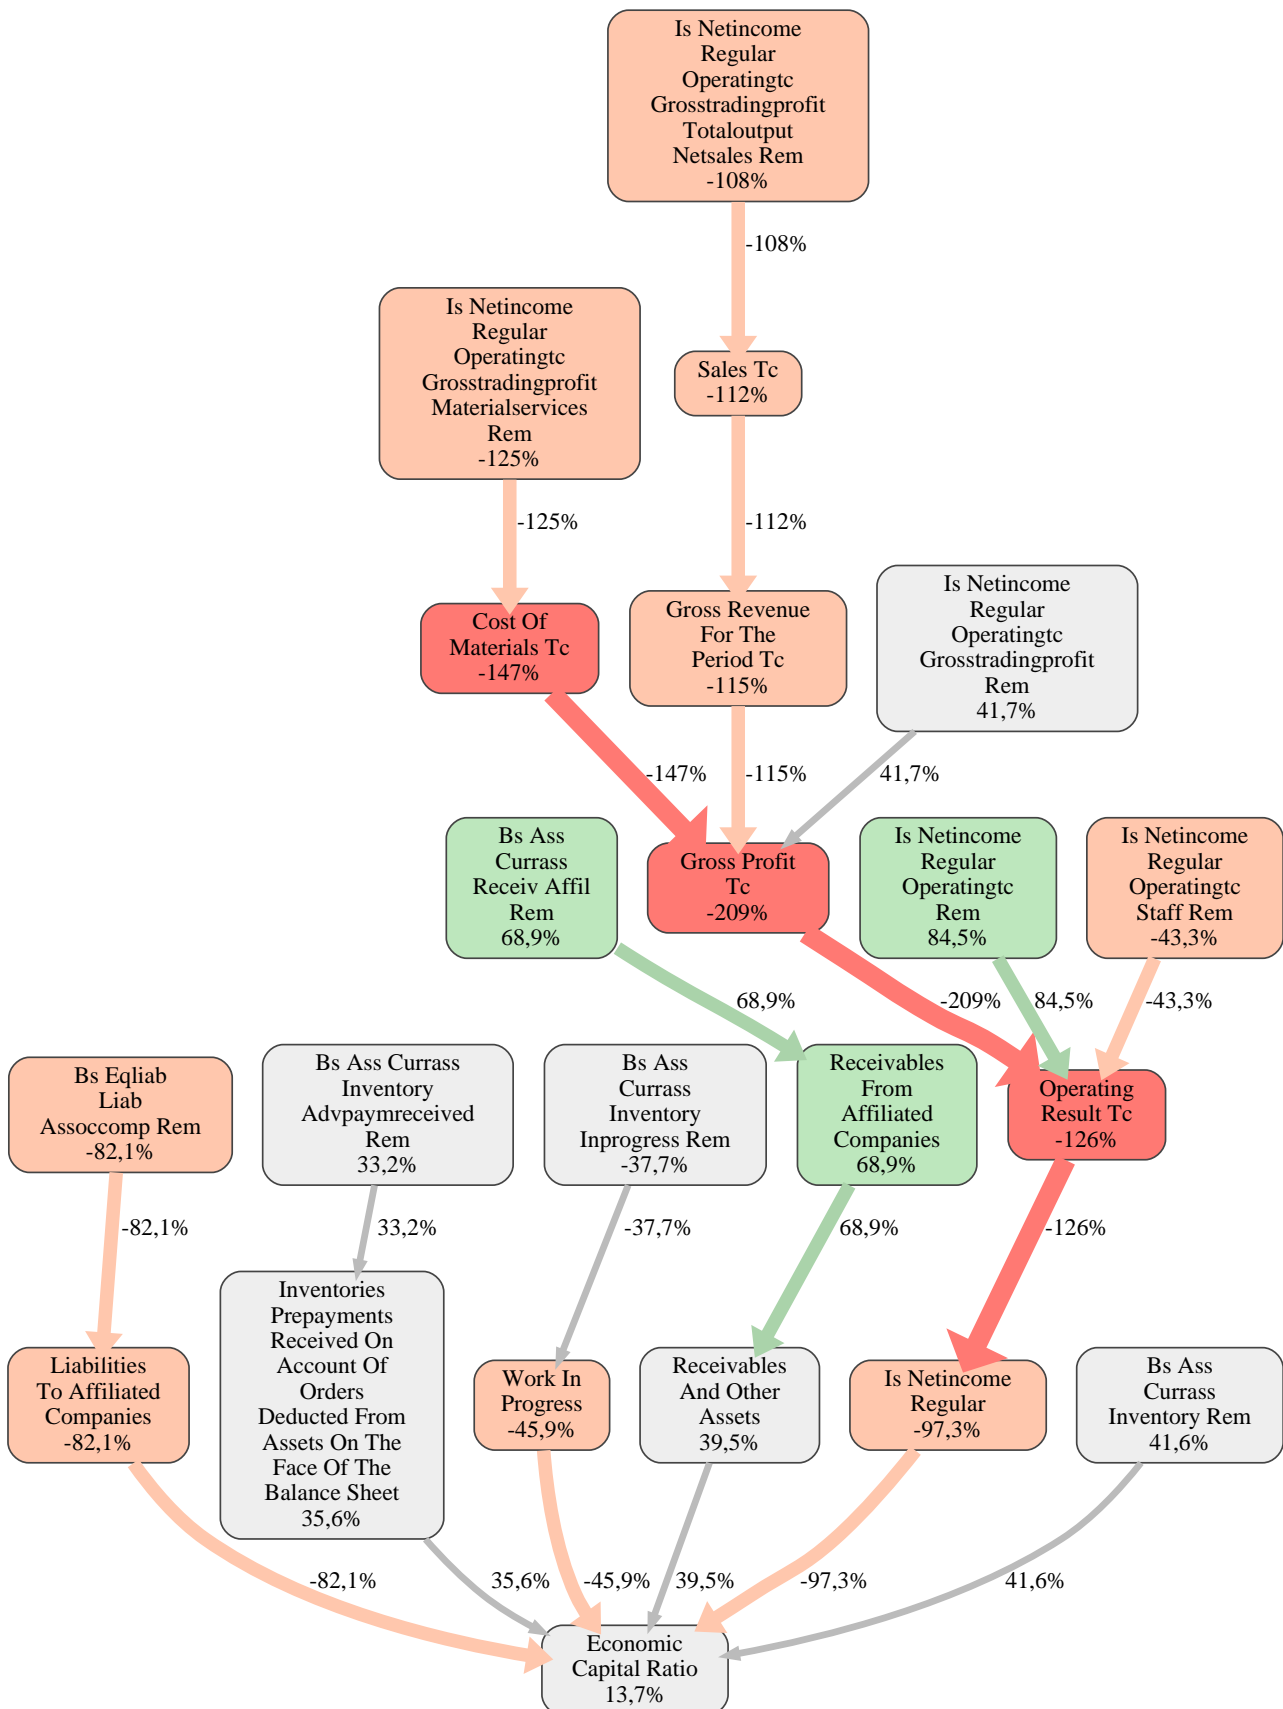 Is Netincome
Regular
Operatingtc
Grosstradingprofit
Totaloutput
Netsales Rem
-108%
-108%
Is Netincome
Regular
Operatingtc
Grosstradingprofit
Materialservices
Rem
-125%
Sales Tc
-112%
-125%
-112%
Is Netincome
Regular
Operatingtc
Grosstradingprofit
Rem
41,7%
Cost Of
Materials Tc
-147%
Gross Revenue
For The
Period Tc
-115%
-147%
-115%
41,7%
Bs Ass
Currass
Receiv Affil
Rem
68,9%
Gross Profit
Tc
-209%
Is Netincome
Regular
Operatingtc
Rem
84,5%
Is Netincome
Regular
Operatingtc
Staff Rem
-43,3%
68,9%
-209%
84,5%
-43,3%
Bs Eqliab
Liab
Assoccomp Rem
-82,1%
Bs Ass Currass
Inventory
Advpaymreceived
Rem
33,2%
Bs Ass
Currass
Inventory
Inprogress Rem
-37,7%
Receivables
From
Affiliated
Companies
68,9%
Operating
Result Tc
-126%
-82,1%
33,2%
-37,7%
68,9%
-126%
Liabilities
To Affiliated
Companies
-82,1%
Inventories
Prepayments
Received On
Account Of
Orders
Deducted From
Assets On The
Face Of The
Balance Sheet
35,6%
Work In
Progress
-45,9%
Receivables
And Other
Assets
39,5%
Is Netincome
Regular
-97,3%
Bs Ass
Currass
Inventory Rem
41,6%
-82,1%
35,6%
-45,9%
39,5%
-97,3%
41,6%
Economic
Capital Ratio
13,7%